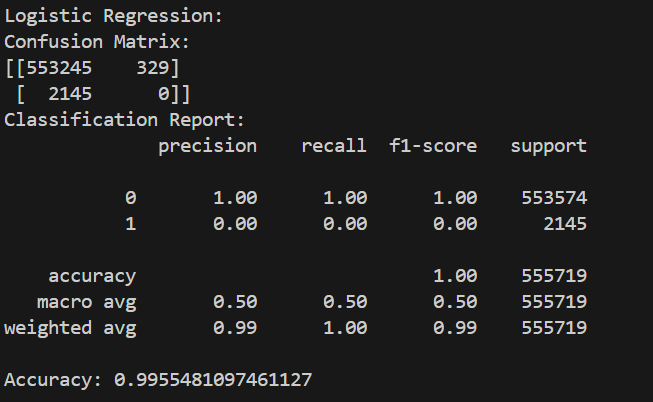 Logistic Regression:
Confusion Matrix:
[[553245    329]
 [  2145      0]]
Classification Report:
              precision    recall  f1-score   support

           0       1.00      1.00      1.00    553574
           1       0.00      0.00      0.00      2145

    accuracy                           1.00    555719
   macro avg       0.50      0.50      0.50    555719
weighted avg       0.99      1.00      0.99    555719

Accuracy: 0.9955481097461127